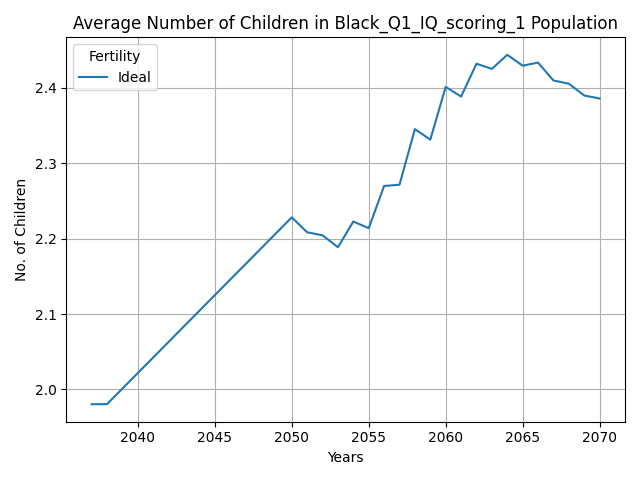 Average Number of Children in Black_Q1_IQ_scoring_1 Population
Fertility
Ideal
No. of Children
2.4
2.3
2.2
2.1
2.0
2040 2045 2050 2055 2060 2065 2070
Years